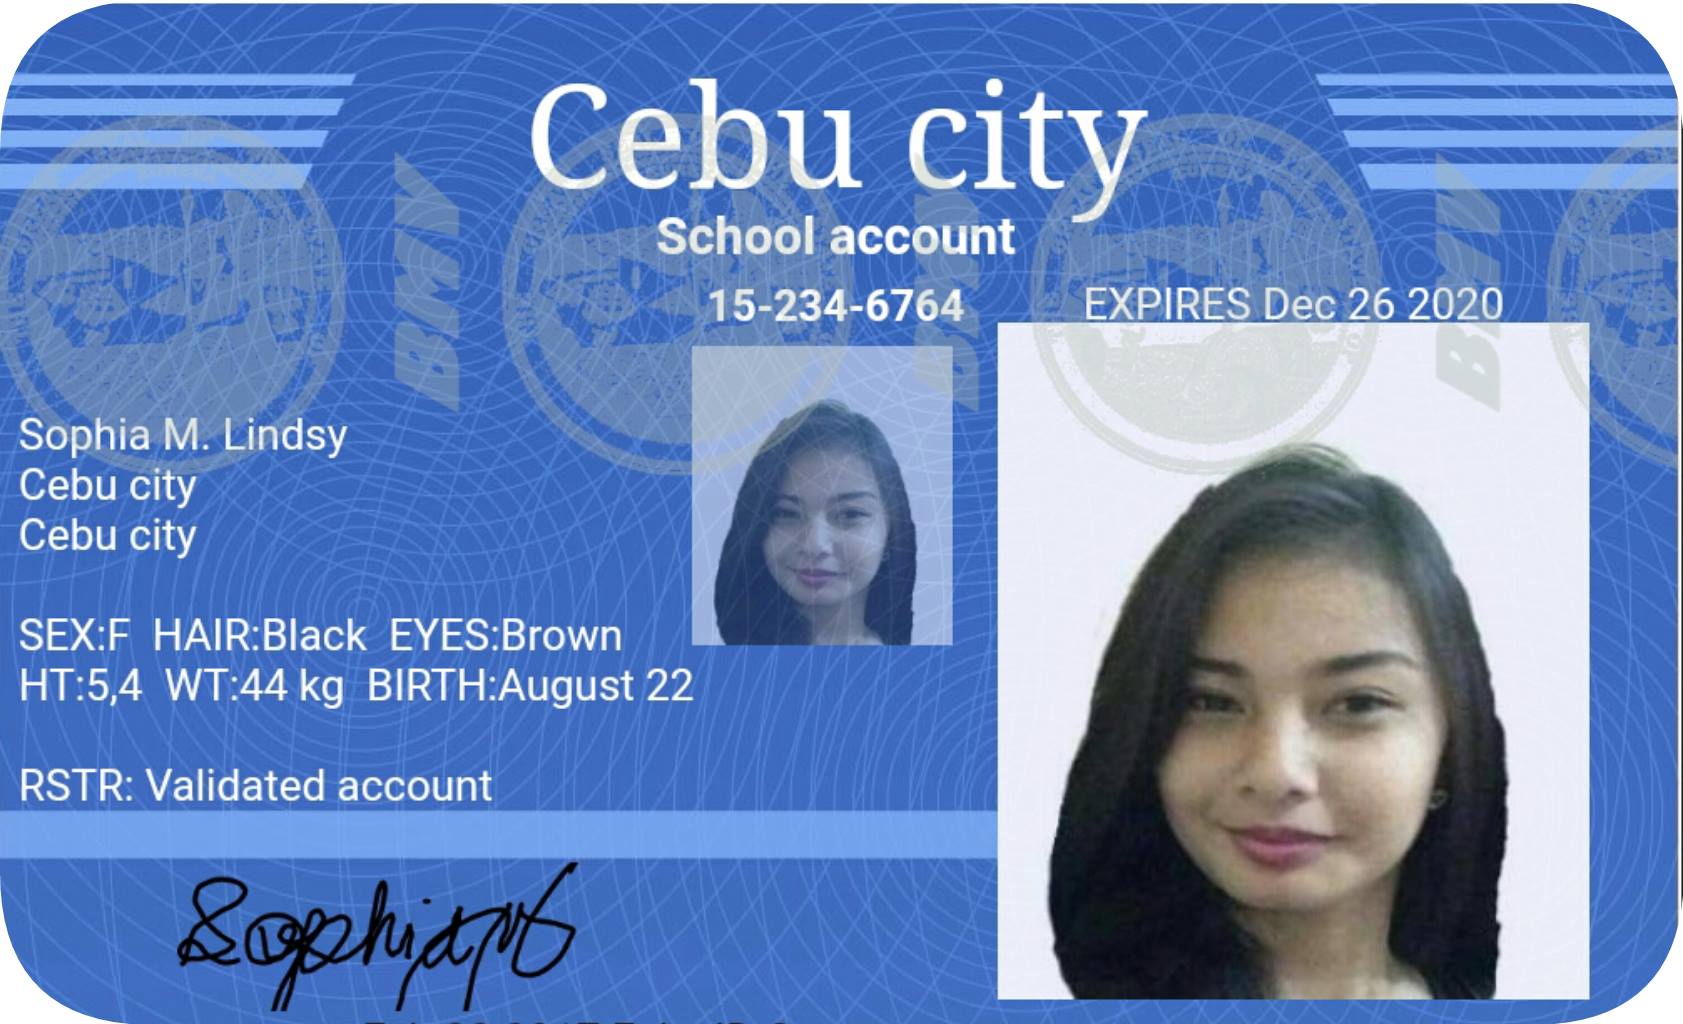 Cebu city
School account
15-234-6764
EXPIRES Dec 26 2020
BMV
BMV
BMV
Sophia M. Lindsy
Cebu city
Cebu city
SEX:F HAIR:Black EYES:Brown
HT:5,4 WT:44 kg BIRTH:August 22
RSTR: Validated account
Sophia